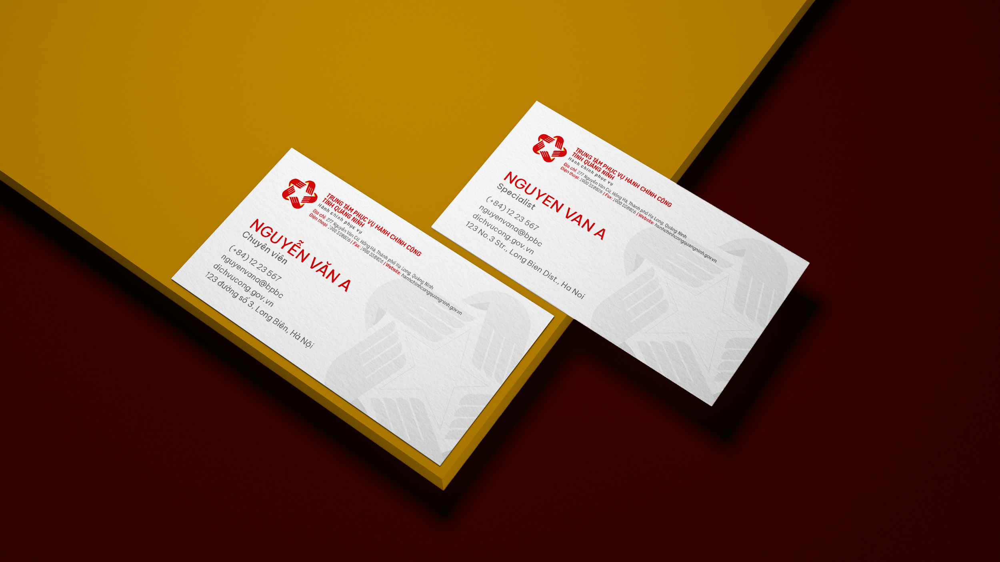 TRUNG TÂM PHỤC VỤ HÀNH CHÍNH CÔNG
TỈNH QUẢNG NINH
Hành chính phục vụ
Địa chỉ: 277 Nguyễn Văn Cừ, Hồng Hà, Thành phố Hạ Long, Quảng Ninh
Điện thoại: 1900 558826 | Fax: 1900 558826 | Website: hanhchinhcongquangninh.gov.vn
NGUYỄN VĂN A
Chuyên viên
(+84) 12 23 567
nguyenvana@bpbc
dichvucong.gov.vn
123 đường số 3, Long Biên, Hà Nội
TRUNG TÂM PHỤC VỤ HÀNH CHÍNH CÔNG
TỈNH QUẢNG NINH
Hành chính phục vụ
Địa chỉ: 277 Nguyễn Văn Cừ, Hồng Hà, Thành phố Hạ Long, Quảng Ninh
Điện thoại: 1900 558826 | Fax: 1900 558826 | Website: hanhchinhcongquangninh.gov.vn
NGUYEN VAN A
Specialist
(+84) 12 23 567
nguyenvana@bpbc
dichvucong.gov.vn
123 No.3 Str., Long Bien Dist., Ha Noi